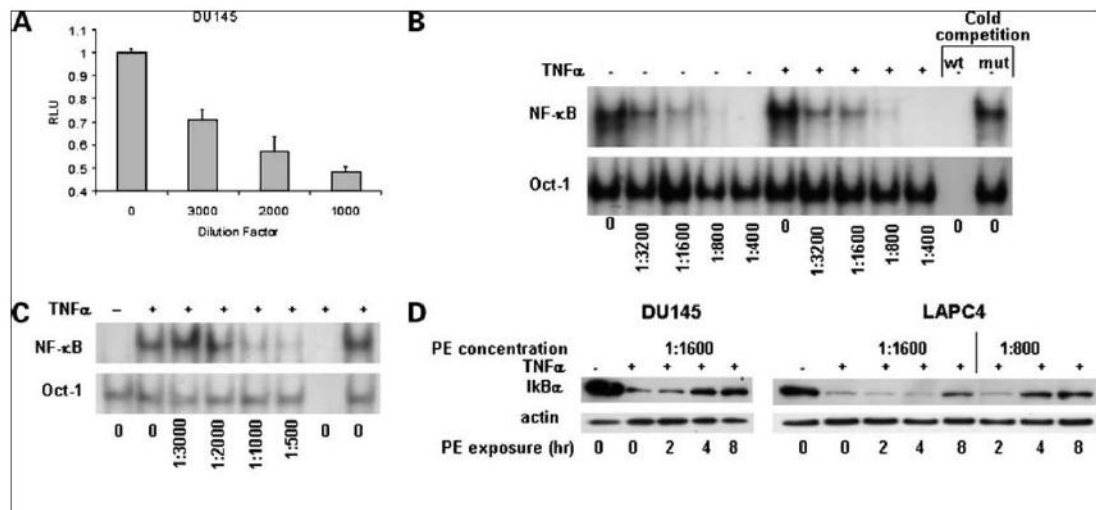 A
DU145
1.1
1
0.9
0.8
0.7
0.6
0.5
0.4
RLU
0 3000 2000 1000
Dilution Factor
B
Cold
competition
wt mut
TNFα - - - - - + + + + + - -
NF-κB
Oct-1
0 1:3200 1:1600 1:800 1:400 0 1:3200 1:1600 1:800 1:400 0 0
C
TNFα - + + + + + + +
NF-κB
Oct-1
0 0 1:3000 1:2000 1:1000 1:500 0 0
D
DU145 LAPC4
PE concentration 1:1600 1:1600 1:800
TNFα - + + + + - + + + + + + +
IkBα
actin
PE exposure (hr) 0 0 2 4 8 0 0 2 4 8 2 4 8